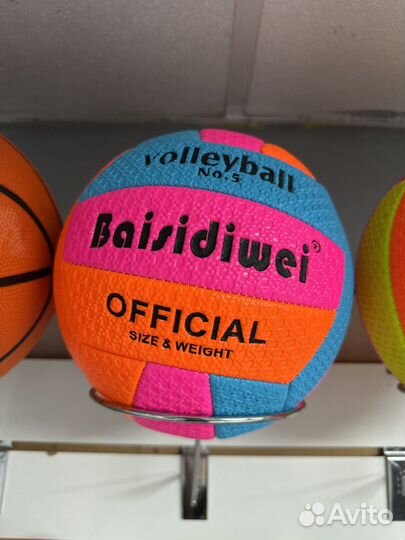 Volleyball
No.5
Baisidiwei®
OFFICIAL
SIZE & WEIGHT
Avito